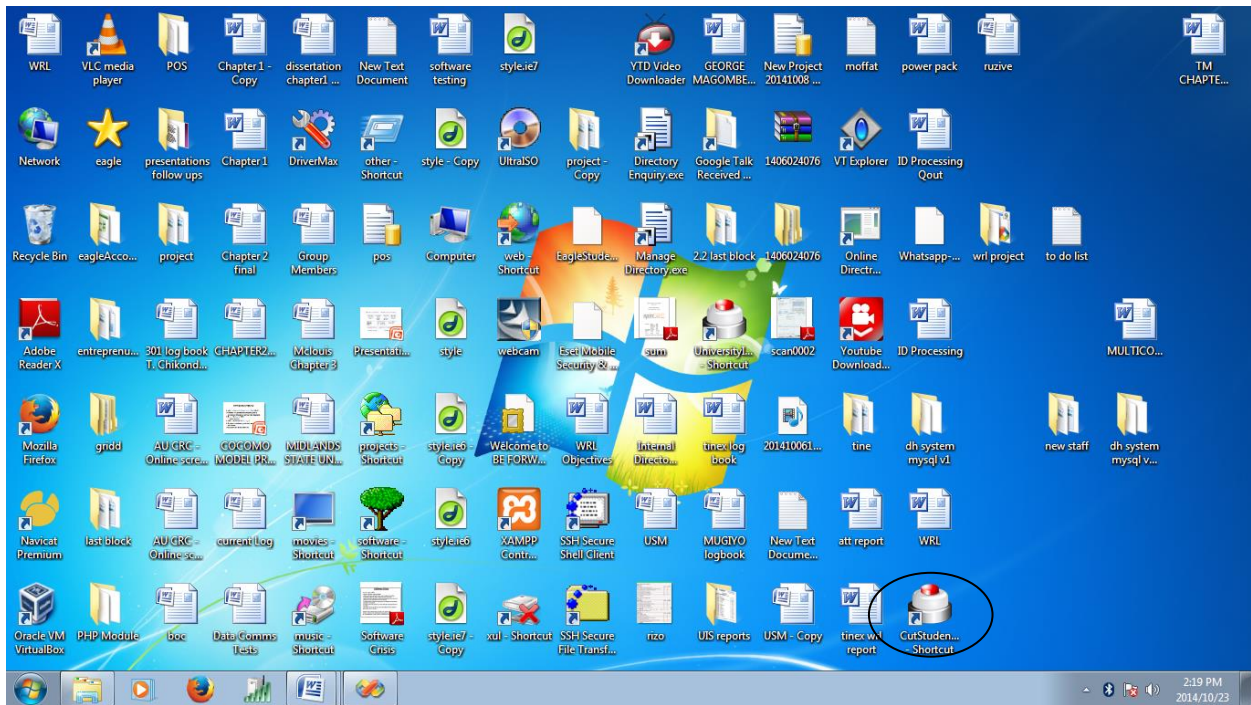 WRL
VLC media
player
POS
Chapter 1 -
Copy
dissertation
chapter1 ...
New Text
Document
software
testing
style.ie7
YTD Video
Downloader
GEORGE
MAGOMBE...
New Project
20141008 ...
moffat
power pack
ruzive
TM
CHAPTE...
Network
eagle
presentations
follow ups
Chapter 1
DriverMax
other -
Shortcut
style - Copy
UltraISO
project -
Copy
Directory
Enquiry.exe
Google Talk
Received ...
1406024076
VT Explorer
ID Processing
Qout
Recycle Bin
eagleAcco...
project
Chapter 2
final
Group
Members
pos
Computer
web -
Shortcut
EagleStude...
Manage
Directory.exe
2.2 last block
1406024076
Online
Directr...
Whatsapp-...
wrl project
to do list
Adobe
Reader X
entreprenu...
301 log book
T. Chikond...
CHAPTER2...
Mclouis
Chapter 3
Presentati...
style
webcam
Eset Mobile
Security & ...
sum
UniversityI...
- Shortcut
scan0002
Youtube
Download...
ID Processing
MULTICO...
Mozilla
Firefox
gridd
AU GRC -
Online scre...
COCOMO
MODEL PR...
MIDLANDS
STATE UNI...
projects -
Shortcut
style.ie6 -
Copy
Welcome to
BE FORW...
WRL
Objectives
Internal
Directo...
tinex log
book
201410061...
tine
dh system
mysql v1
new staff
dh system
mysql v...
Navicat
Premium
last block
AU GRC -
Online sc...
current Log
movies -
Shortcut
software -
Shortcut
style.ie6
XAMPP
Contr...
SSH Secure
Shell Client
USM
MUGIYO
logbook
New Text
Docume...
att report
WRL
Oracle VM
VirtualBox
PHP Module
boc
Data Comms
Tests
music -
Shortcut
Software
Crisis
style.ie7 -
Copy
xul - Shortcut
SSH Secure
File Transf...
rizo
UIS reports
USM - Copy
tinex wrl
report
CutStuden...
- Shortcut
2:19 PM
2014/10/23